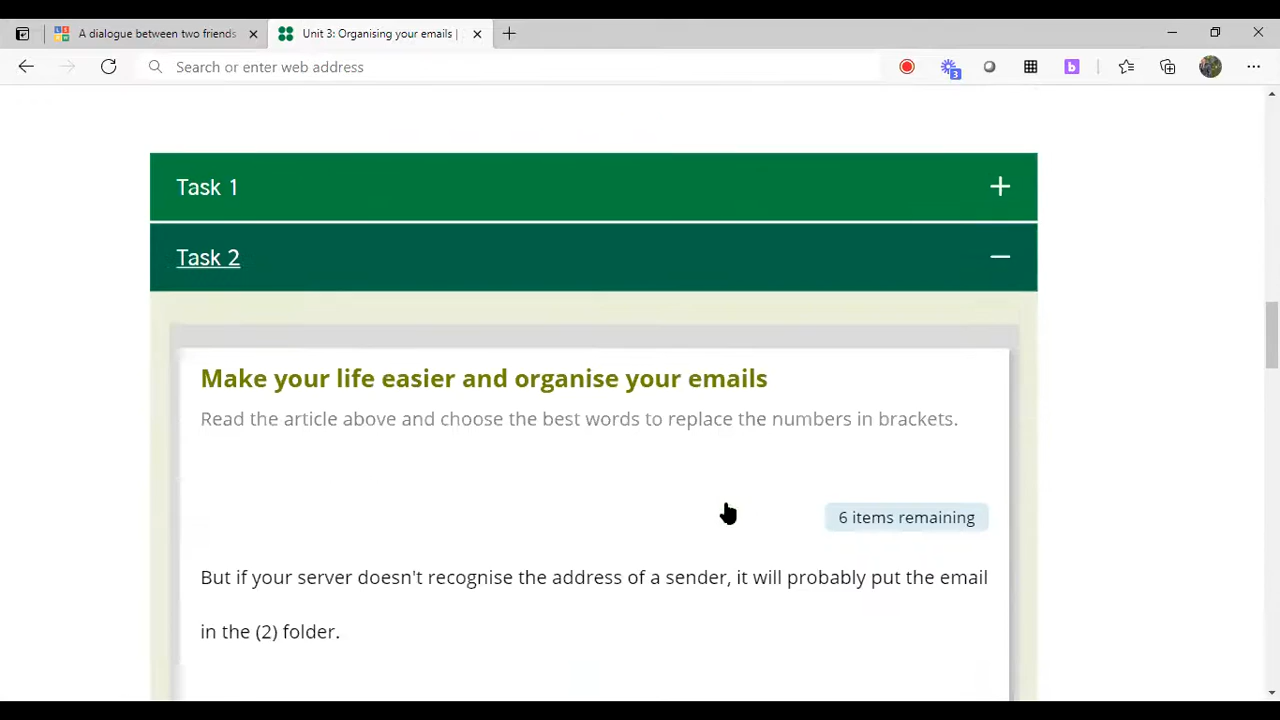 A dialogue between two friends
Unit 3: Organising your emails |
Search or enter web address
3
b
Task 1
Task 2
Make your life easier and organise your emails
Read the article above and choose the best words to replace the numbers in brackets.
6 items remaining
But if your server doesn't recognise the address of a sender, it will probably put the email
in the (2) folder.